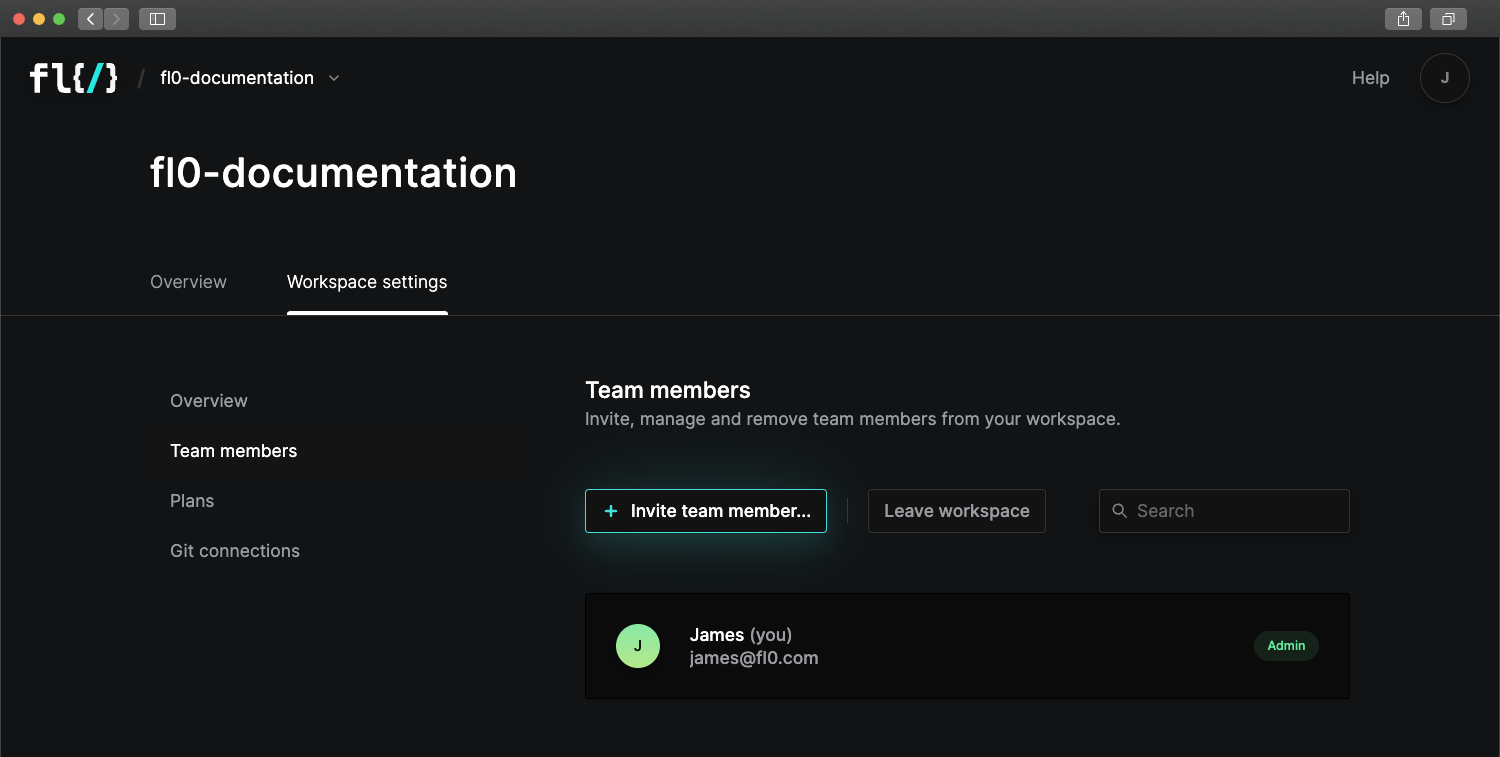 fl{/} / fl0-documentation
Help
J
fl0-documentation
Overview
Workspace settings
Overview
Team members
Plans
Git connections
Team members
Invite, manage and remove team members from your workspace.
+ Invite team member...
Leave workspace
Search
J
James (you)
james@fl0.com
Admin